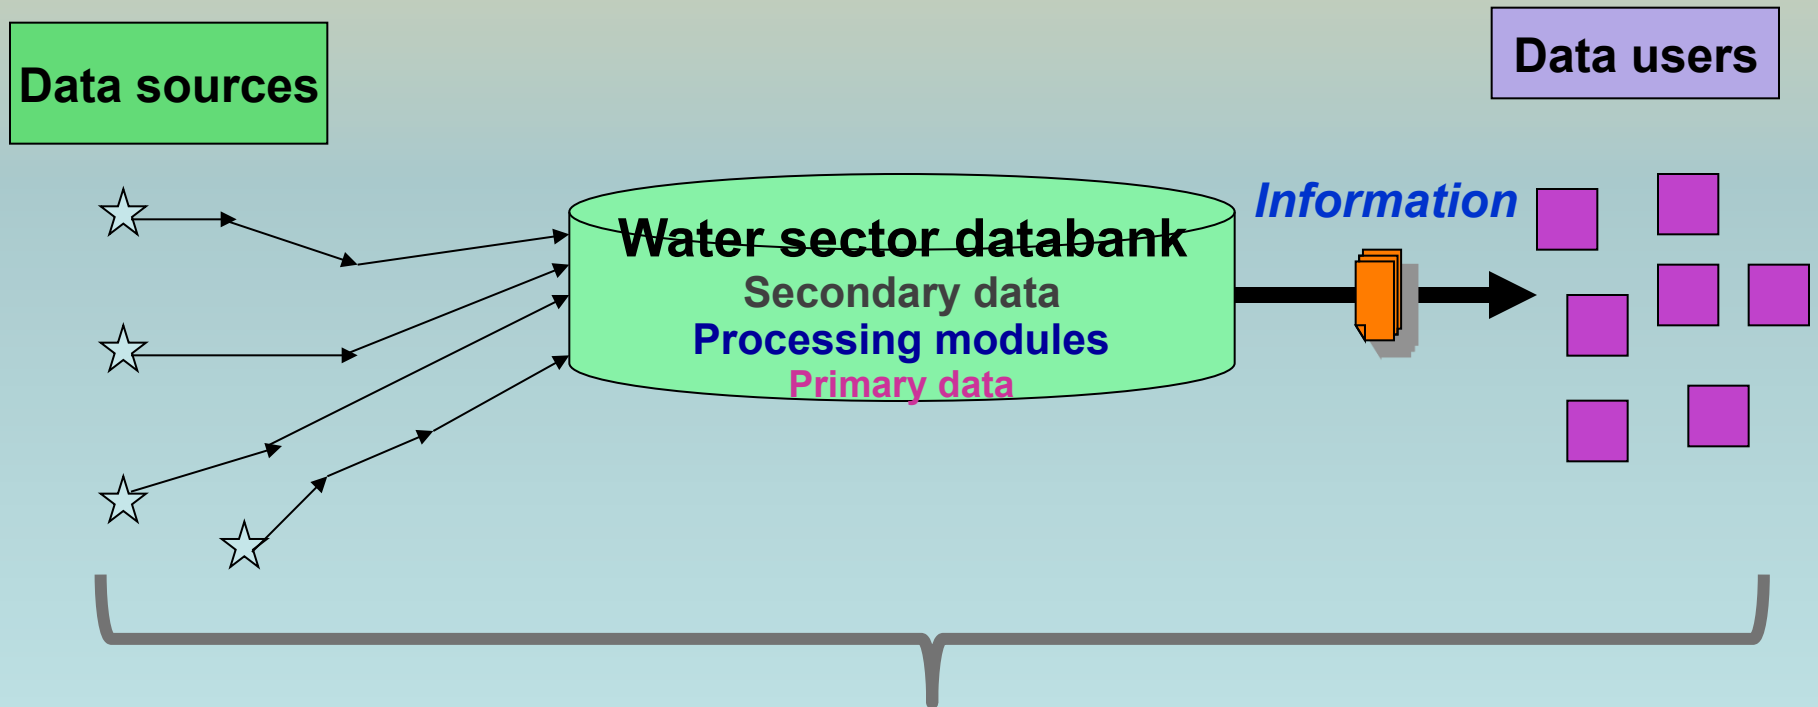 Data sources
Data users
Information
Water sector databank
Secondary data
Processing modules
Primary data